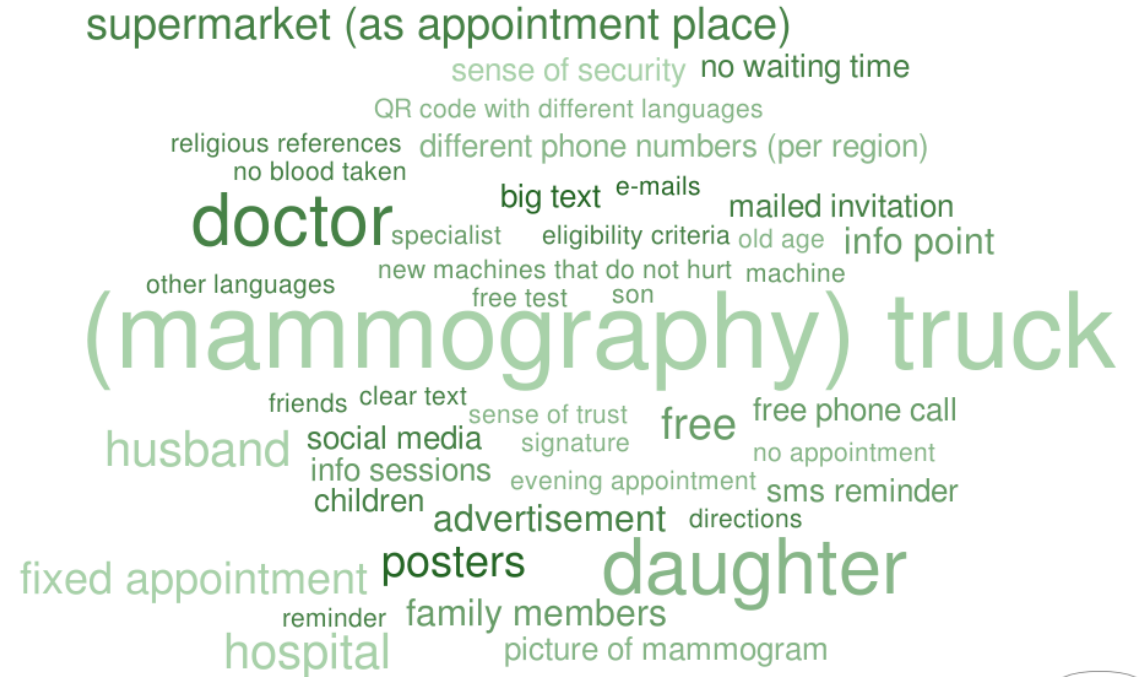 supermarket (as appointment place)
sense of security no waiting time
QR code with different languages
religious references different phone numbers (per region)
no blood taken
big text e-mails
doctor mailed invitation
specialist eligibility criteria old age info point
new machines that do not hurt machine
other languages
free test son
(mammography) truck
friends clear text
sense of trust free free phone call
husband social media signature
no appointment
info sessions evening appointment sms reminder
children
advertisement directions
fixed appointment posters daughter
reminder family members
hospital picture of mammogram